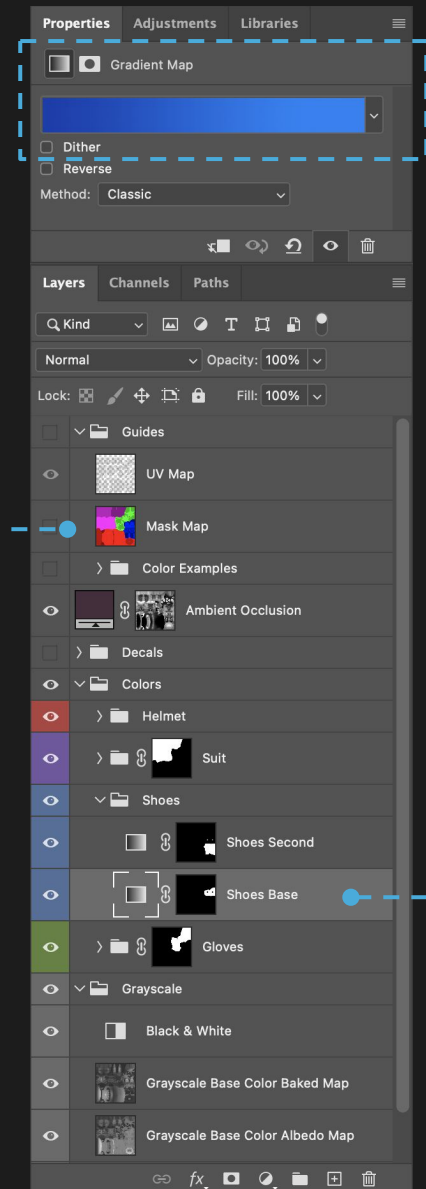 Properties Adjustments Libraries
Gradient Map
Dither
Reverse
Method: Classic
Layers Channels Paths
Kind
Normal Opacity: 100%
Lock: Fill: 100%
Guides
UV Map
Mask Map
Color Examples
Ambient Occlusion
Decals
Colors
Helmet
Suit
Shoes
Shoes Second
Shoes Base
Gloves
Grayscale
Black & White
Grayscale Base Color Baked Map
Grayscale Base Color Albedo Map
fx